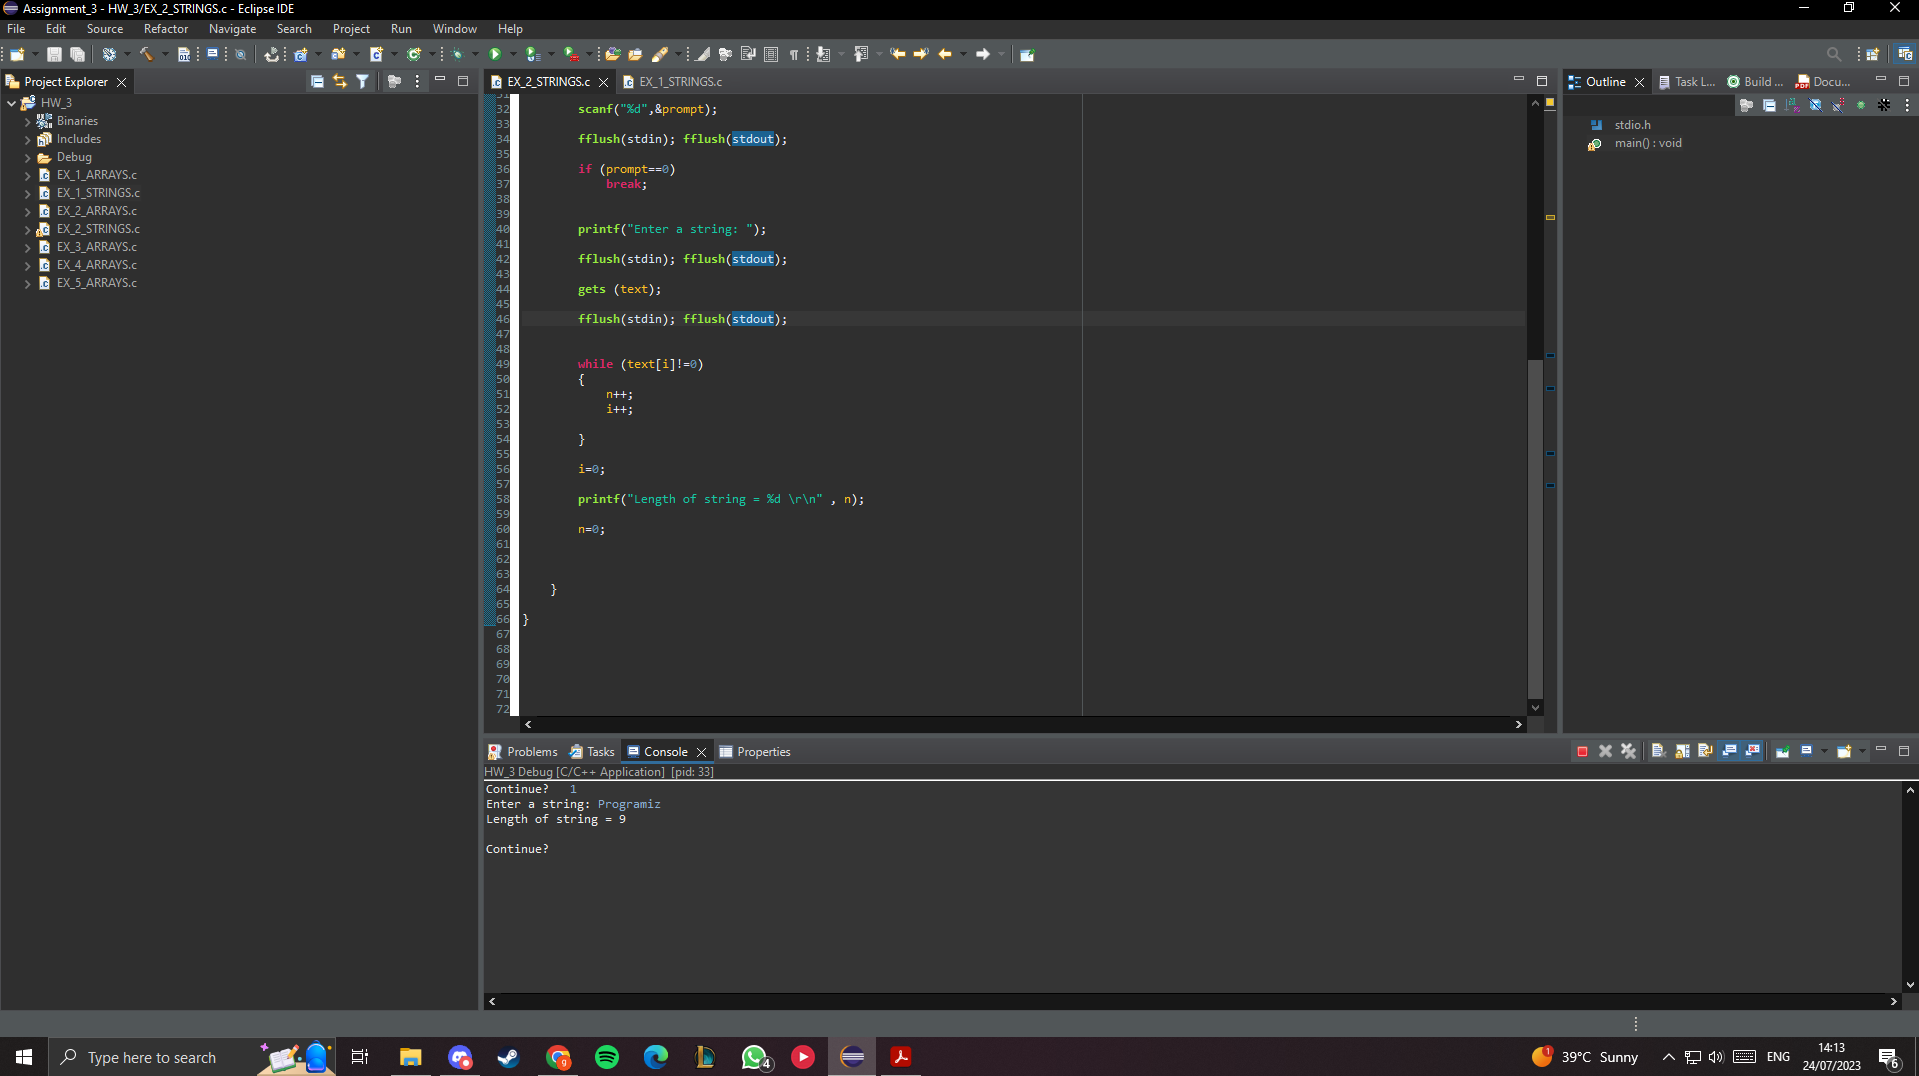 Assignment_3 - HW_3/EX_2_STRINGS.c - Eclipse IDE
File Edit Source Refactor Navigate Search Project Run Window Help
Project Explorer
HW_3
Binaries
Includes
Debug
EX_1_ARRAYS.c
EX_1_STRINGS.c
EX_2_ARRAYS.c
EX_2_STRINGS.c
EX_3_ARRAYS.c
EX_4_ARRAYS.c
EX_5_ARRAYS.c
EX_2_STRINGS.c EX_1_STRINGS.c
31
32 scanf("%d",&prompt);
33
34 fflush(stdin); fflush(stdout);
35
36 if (prompt==0)
37 break;
38
39
40 printf("Enter a string: ");
41
42 fflush(stdin); fflush(stdout);
43
44 gets (text);
45
46 fflush(stdin); fflush(stdout);
47
48
49 while (text[i]!=0)
50 {
51 n++;
52 i++;
53
54 }
55
56 i=0;
57
58 printf("Length of string = %d \r\n" , n);
59
60 n=0;
61
62
63
64 }
65
66 }
67
68
69
70
71
72
Outline Task L... Build ... Docu...
stdio.h
main() : void
Problems Tasks Console Properties
HW_3 Debug [C/C++ Application] [pid: 33]
Continue? 1
Enter a string: Programiz
Length of string = 9
Continue?
Type here to search
9
4
1
39°C Sunny
ENG
14:13
24/07/2023
6